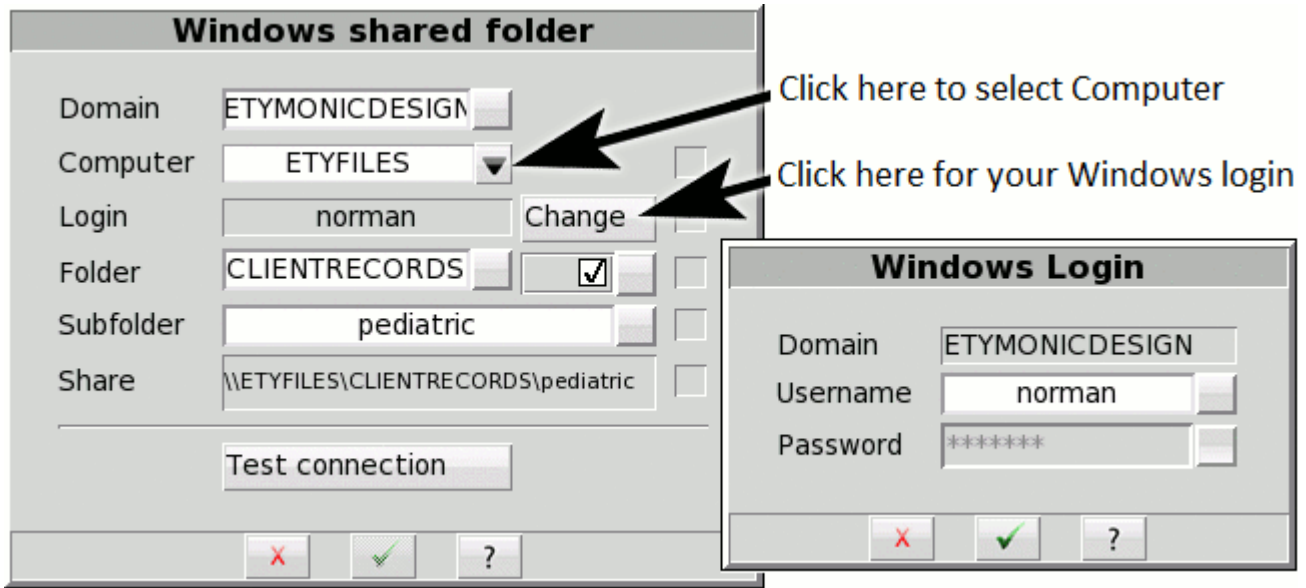 Windows shared folder
Domain ETYMONICDESIGN
Click here to select Computer
Computer ETYFILES
Click here for your Windows login
Login norman Change
Folder CLIENTRECORDS
Subfolder pediatric
Share \\ETYFILES\CLIENTRECORDS\pediatric
Test connection
X ?
Windows Login
Domain ETYMONICDESIGN
Username norman
Password *******
X ?